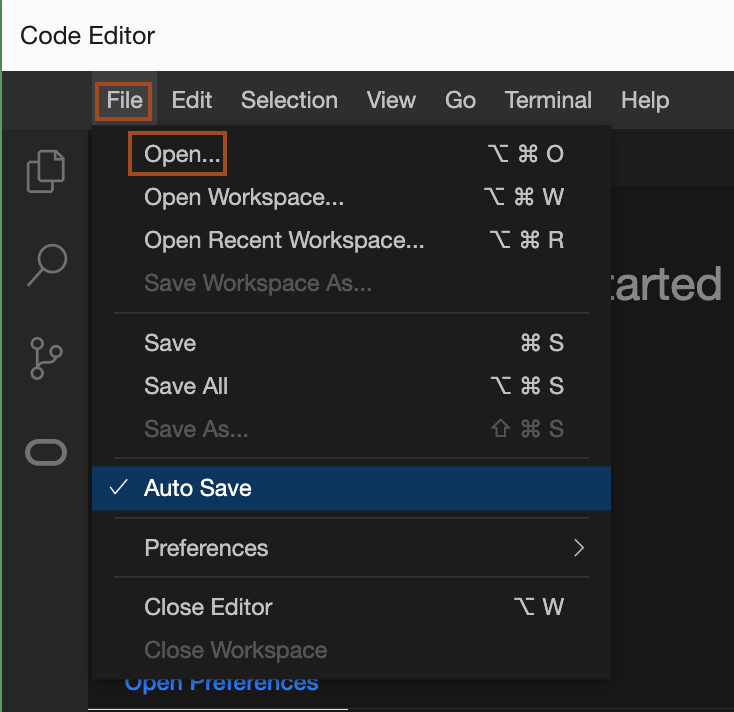 Code Editor
File Edit Selection View Go Terminal Help
Open... ⌥ ⌘ O
Open Workspace... ⌥ ⌘ W
Open Recent Workspace... ⌥ ⌘ R
Save Workspace As...
tarted
Save ⌘ S
Save All ⌥ ⌘ S
Save As... ⇧ ⌘ S
✓ Auto Save
Preferences >
Close Editor ⌥ W
Close Workspace
Open Preferences